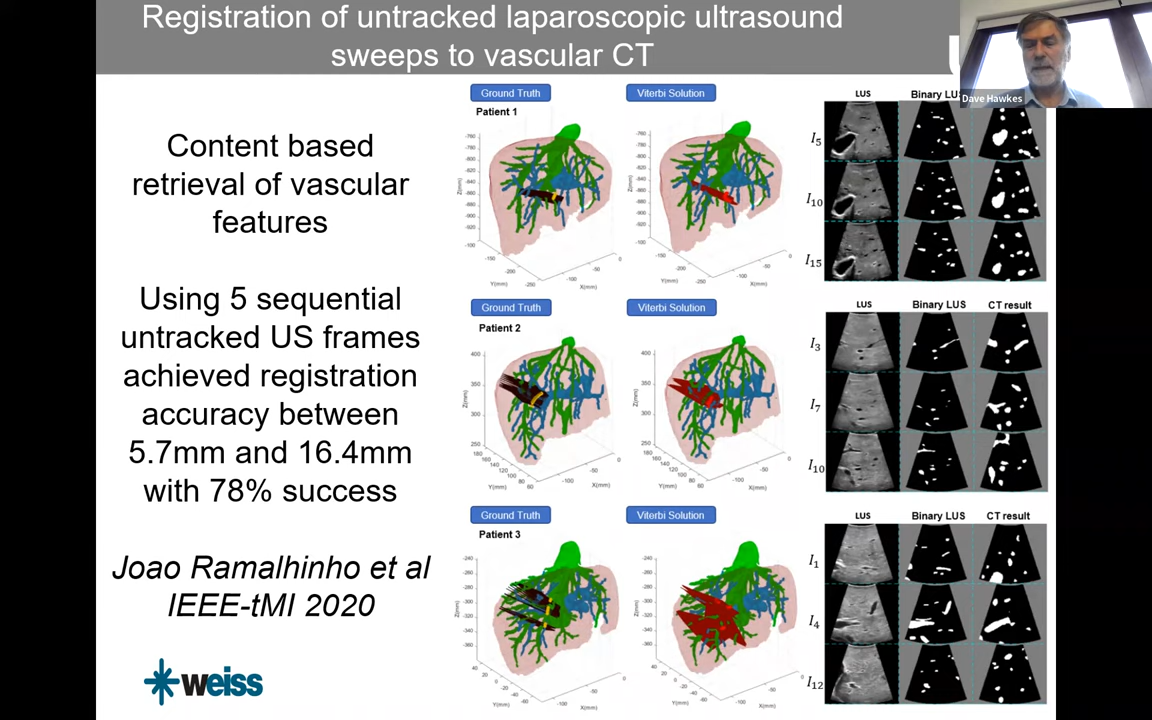 Registration of untracked laparoscopic ultrasound
sweeps to vascular CT
Dave Hawkes
Content based
retrieval of vascular
features
Using 5 sequential
untracked US frames
achieved registration
accuracy between
5.7mm and 16.4mm
with 78% success
Joao Ramalhinho et al
IEEE-tMI 2020
weiss
Ground Truth
Viterbi Solution
Patient 1
LUS
Binary LUS
I5
I10
I15
Ground Truth
Viterbi Solution
Patient 2
LUS
Binary LUS
CT result
I3
I7
I10
Ground Truth
Viterbi Solution
Patient 3
LUS
Binary LUS
CT result
I1
I4
I12